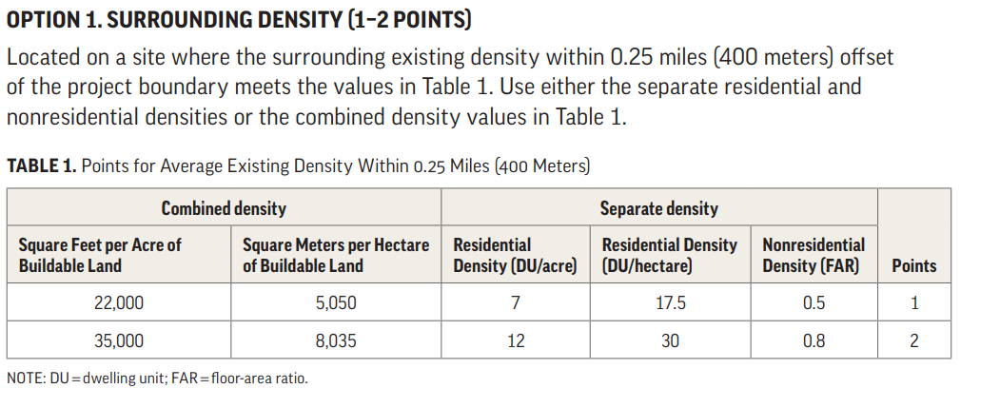 OPTION 1. SURROUNDING DENSITY (1–2 POINTS)
Located on a site where the surrounding existing density within 0.25 miles (400 meters) offset
of the project boundary meets the values in Table 1. Use either the separate residential and
nonresidential densities or the combined density values in Table 1.
TABLE 1. Points for Average Existing Density Within 0.25 Miles (400 Meters)
Combined density Separate density
Square Feet per Acre of Square Meters per Hectare Residential Residential Density Nonresidential
Buildable Land of Buildable Land Density (DU/acre) (DU/hectare) Density (FAR) Points
22,000 5,050 7 17.5 0.5 1
35,000 8,035 12 30 0.8 2
NOTE: DU=dwelling unit; FAR=floor-area ratio.